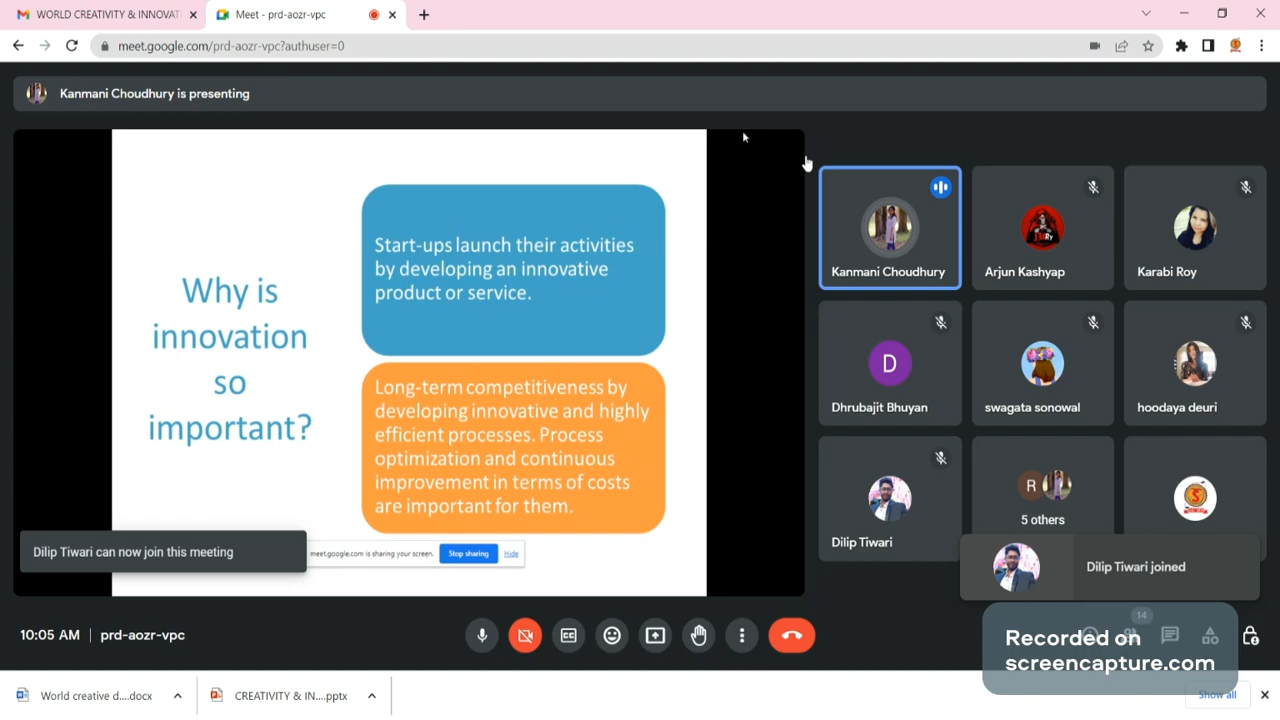 WORLD CREATIVITY & INNOVAT
Meet - prd-aozr-vpc
meet.google.com/prd-aozr-vpc?authuser=0
Kanmani Choudhury is presenting
Why is
innovation
so
important?
Start-ups launch their activities
by developing an innovative
product or service.
Long-term competitiveness by
developing innovative and highly
efficient processes. Process
optimization and continuous
improvement in terms of costs
are important for them.
meet.google.com is sharing your screen.
Stop sharing
Hide
Dilip Tiwari can now join this meeting
Kanmani Choudhury
Arjun Kashyap
Karabi Roy
D
Dhrubajit Bhuyan
swagata sonowal
hoodaya deuri
Dilip Tiwari
R
5 others
Dilip Tiwari joined
10:05 AM | prd-aozr-vpc
CC
14
Recorded on
screencapture.com
World creative d....docx
CREATIVITY & IN....pptx
Show all